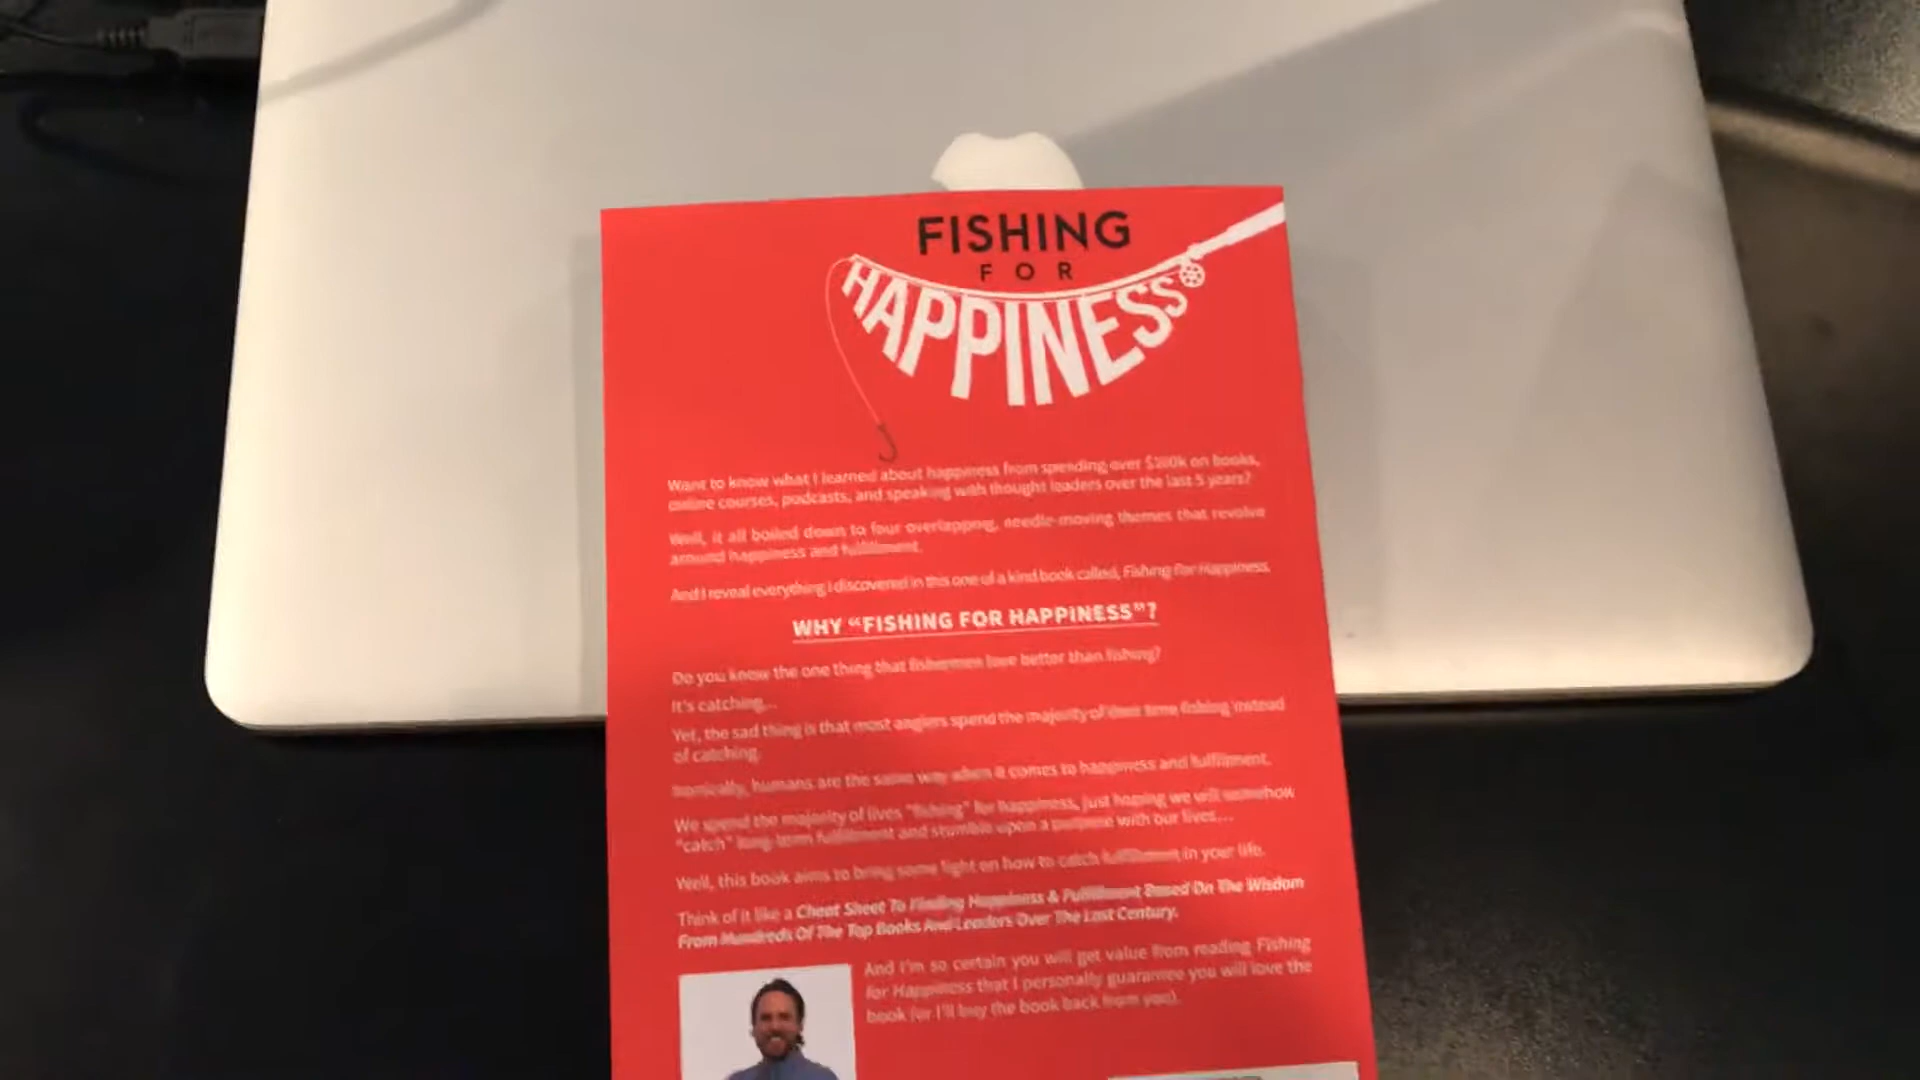 FISHING
FOR
HAPPINESS
Want to know what I learned about happiness from spending over on books,
online courses, podcasts, and speaking with thought leaders over the last 5 years?
Well, it all boiled down to four overlapping, needle-moving themes that revolve
around happiness and fulfillment.
And I reveal everything I discovered in this one of a kind book called, Fishing For Happiness.
WHY “FISHING FOR HAPPINESS”?
Do you know the one thing that fishermen love better than fishing?
It's catching...
Yet, the sad thing is that most anglers spend the majority of their time fishing instead
of catching.
Ironically, humans are the same way when it comes to happiness and fulfillment.
We spend the majority of lives "fishing" for happiness, just hoping we will somehow
"catch" long-term fulfillment and stumble upon a purpose with our lives...
Well, this book aims to bring some light on how to catch fulfillment in your life.
Think of it like a Cheat Sheet To Finding Happiness & Fulfillment Based On The Wisdom
From Hundreds Of The Top Books And Leaders Over The Last Century.
And I'm so certain you will get value from reading Fishing
for Happiness that I personally guarantee you will love the
book (or I'll buy the book back from you).